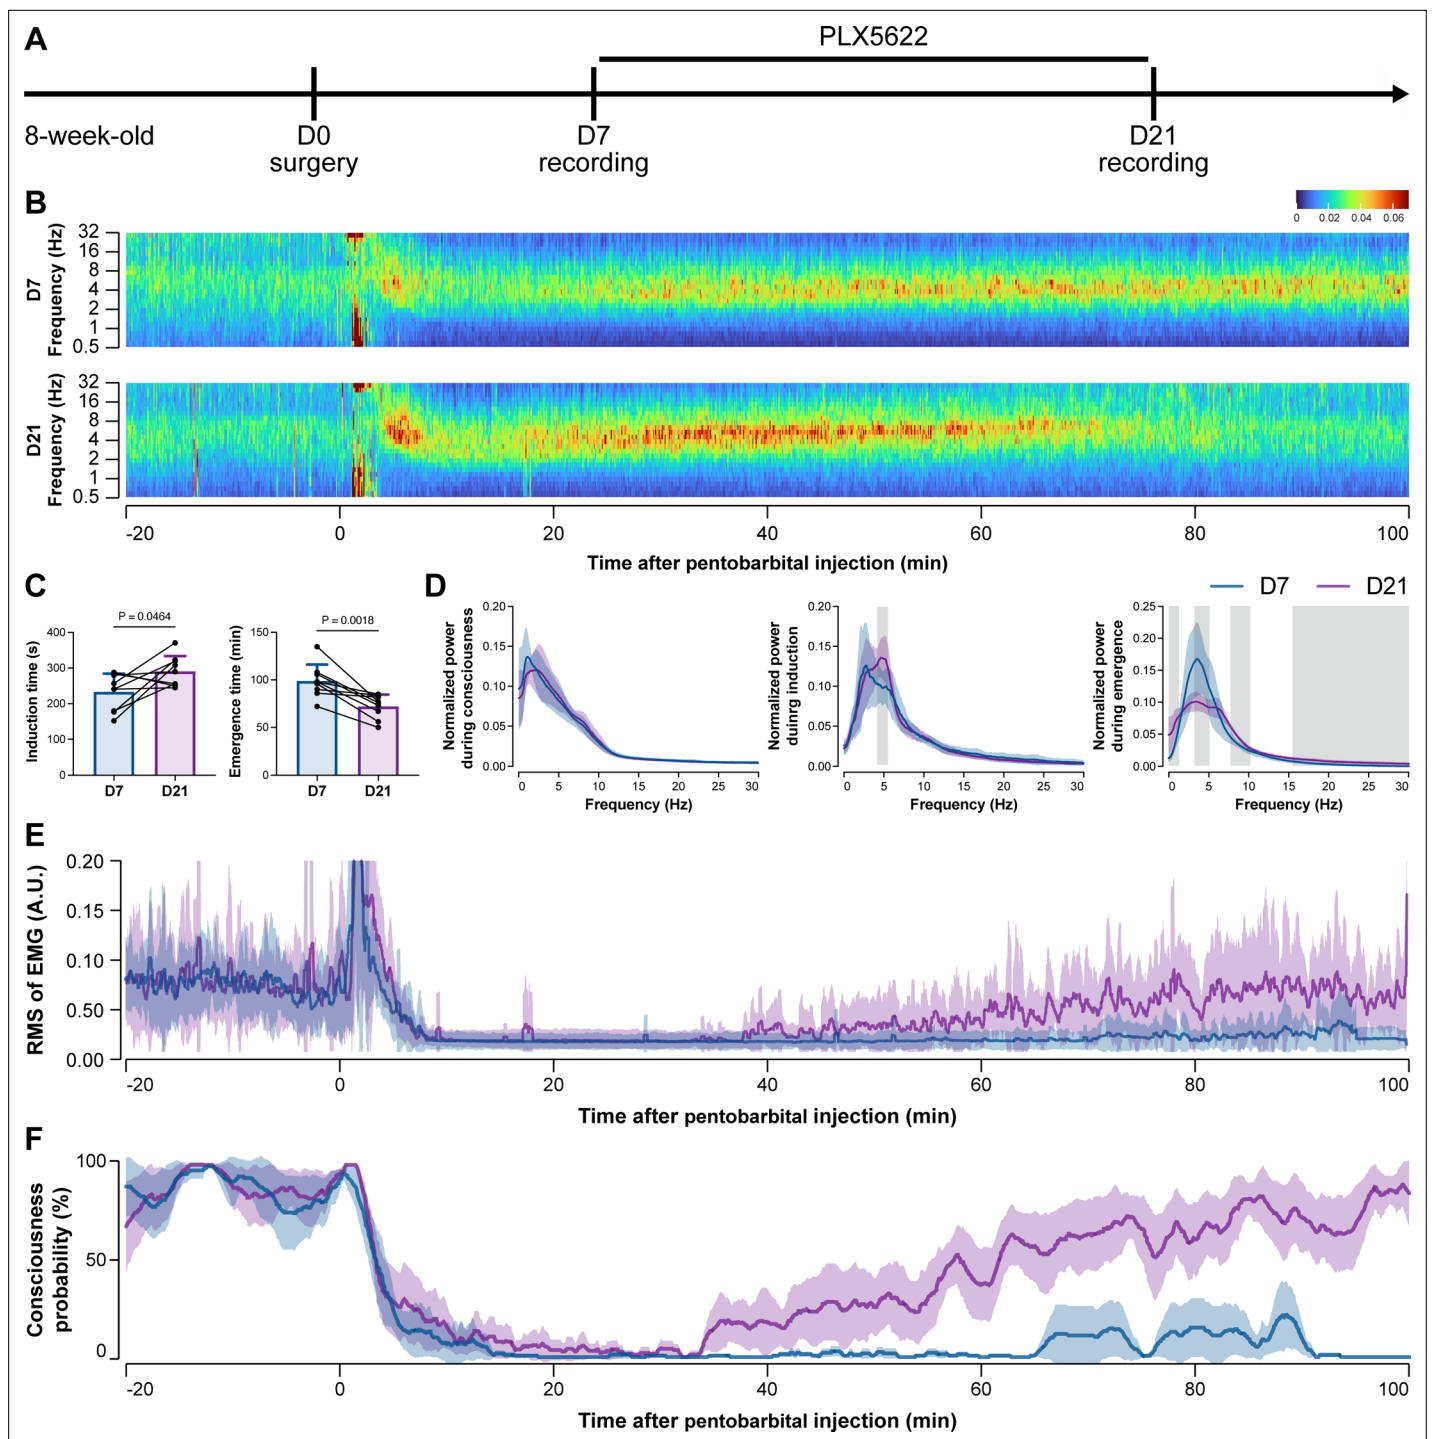 A
PLX5622
8-week-old
D0
surgery
D7
recording
D21
recording
B
0 0.02 0.04 0.06
D7
Frequency (Hz)
32
16
8
4
2
1
0.5
D21
Frequency (Hz)
32
16
8
4
2
1
0.5
-20 0 20 40 60 80 100
Time after pentobarbital injection (min)
C
P = 0.0464
Induction time (s)
400
300
200
100
0
D7 D21
P = 0.0018
Emergence time (min)
150
100
50
0
D7 D21
D
D7 D21
Normalized power
during consciousness
0.20
0.15
0.10
0.05
0.00
0 5 10 15 20 25 30
Frequency (Hz)
Normalized power
duinrg induction
0.20
0.15
0.10
0.05
0.00
0 5 10 15 20 25 30
Frequency (Hz)
Normalized power
during emergence
0.25
0.20
0.15
0.10
0.05
0.00
0 5 10 15 20 25 30
Frequency (Hz)
E
RMS of EMG (A.U.)
0.20
0.15
0.10
0.50
0.00
-20 0 20 40 60 80 100
Time after pentobarbital injection (min)
F
Consciousness
probability (%)
100
50
0
-20 0 20 40 60 80 100
Time after pentobarbital injection (min)